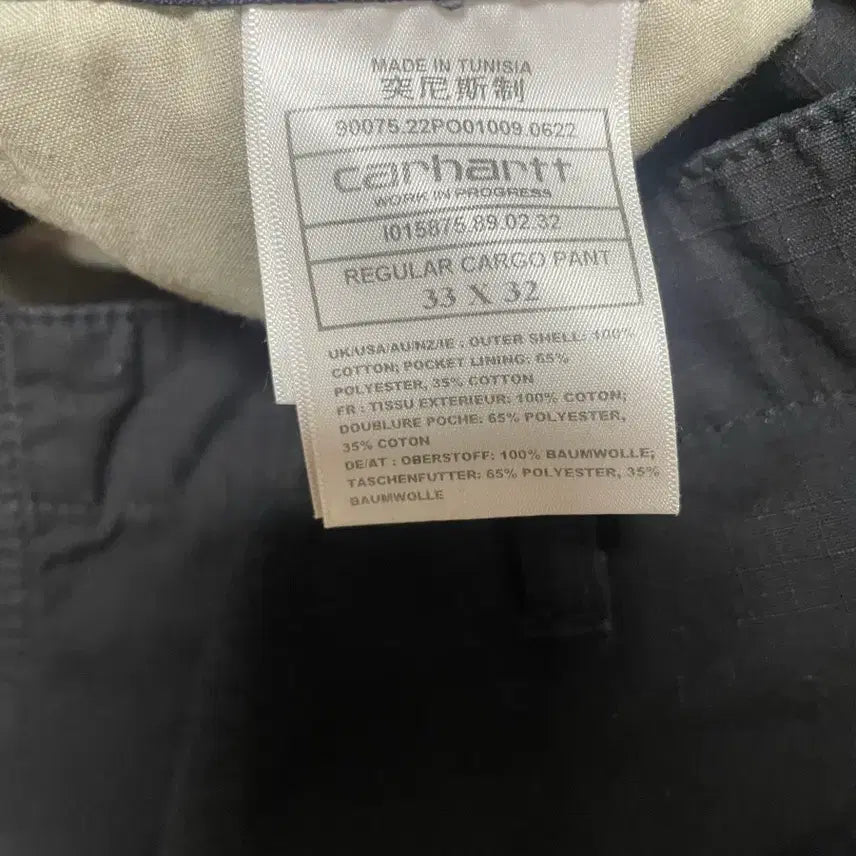 MADE IN TUNISIA
突尼斯制
90075.22PO01009.0622
carhartt
WORK IN PROGRESS
I015875.89.02.32
REGULAR CARGO PANT
33 X 32
UK/USA/AU/NZ/IE : OUTER SHELL: 100%
COTTON; POCKET LINING: 65%
POLYESTER, 35% COTTON
FR : TISSU EXTERIEUR: 100% COTON;
DOUBLURE POCHE: 65% POLYESTER,
35% COTON
DE/AT : OBERSTOFF: 100% BAUMWOLLE;
TASCHENFUTTER: 65% POLYESTER, 35%
BAUMWOLLE